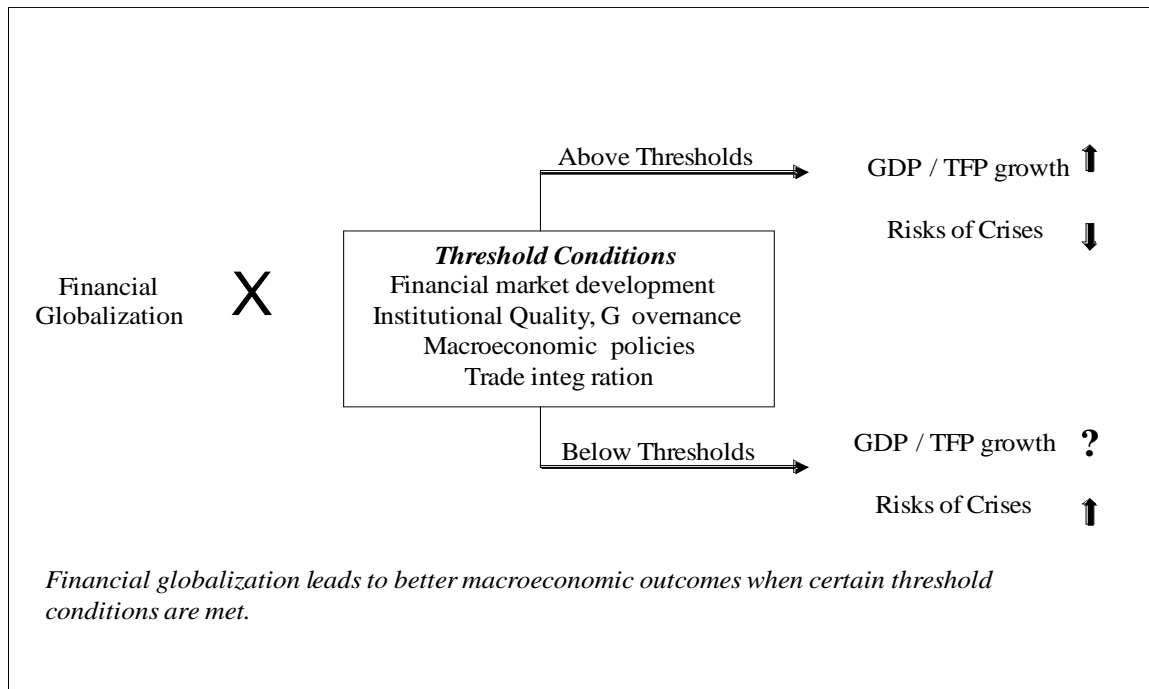 Above Thresholds
GDP / TFP growth
Risks of Crises
Financial
Globalization
X
Threshold Conditions
Financial market development
Institutional Quality, G overnance
Macroeconomic policies
Trade integ ration
Below Thresholds
GDP / TFP growth ?
Risks of Crises
Financial globalization leads to better macroeconomic outcomes when certain threshold
conditions are met.